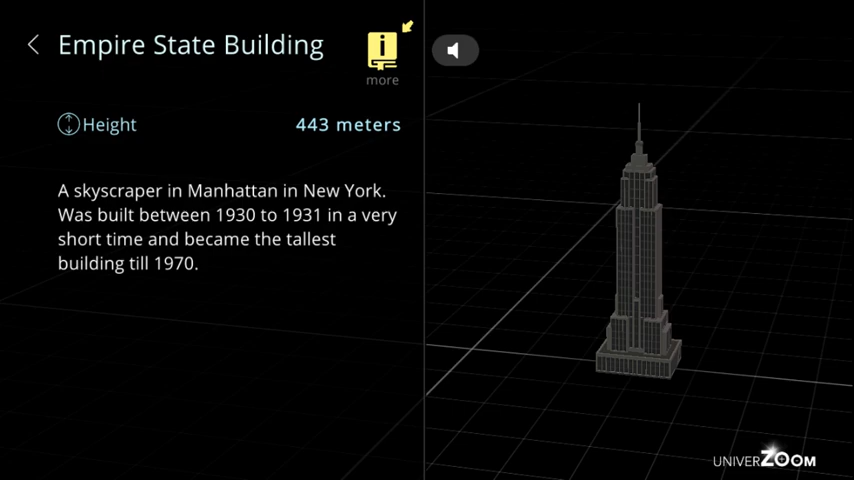 Empire State Building
i
more
Height
443 meters
A skyscraper in Manhattan in New York.
Was built between 1930 to 1931 in a very
short time and became the tallest
building till 1970.
UNIVERZOOM